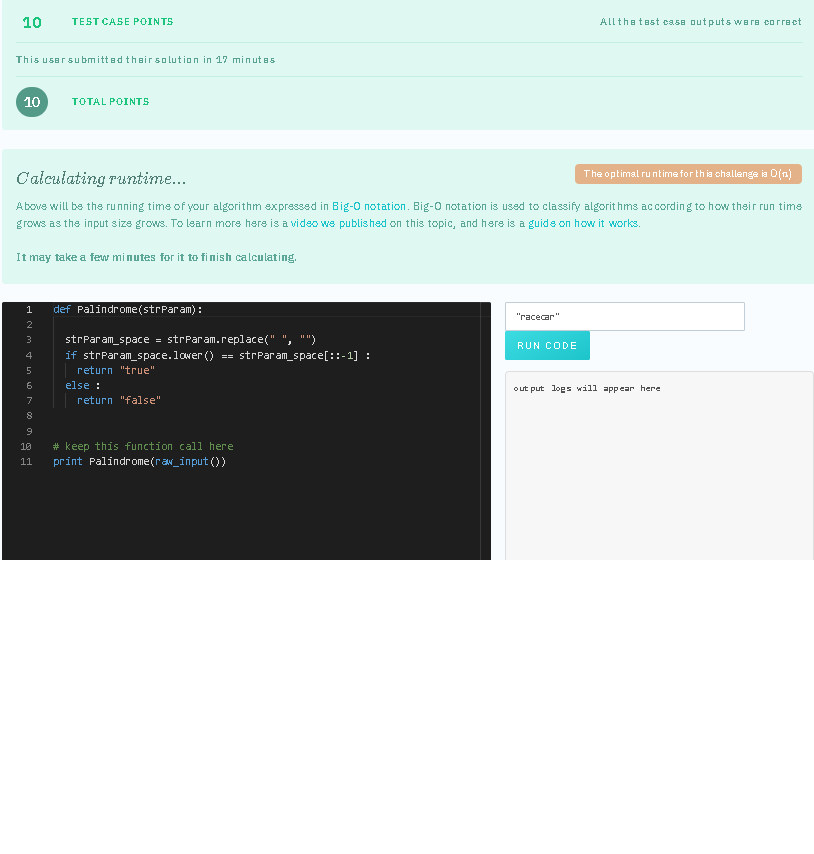 10 TEST CASE POINTS All the test case outputs were correct
This user submitted their solution in 17 minutes
10 TOTAL POINTS
Calculating runtime... The optimal runtime for this challenge is O(n)
Above will be the running time of your algorithm expressed in Big-O notation. Big-O notation is used to classify algorithms according to how their run time
grows as the input size grows. To learn more here is a video we published on this topic, and here is a guide on how it works.
It may take a few minutes for it to finish calculating.
1 def Palindrome(strParam):
2
3 strParam_space = strParam.replace(" ", "")
4 if strParam_space.lower() == strParam_space[::-1] :
5 return "true"
6 else :
7 return "false"
8
9
10 # keep this function call here
11 print Palindrome(raw_input())
"racecar"
RUN CODE
output logs will appear here